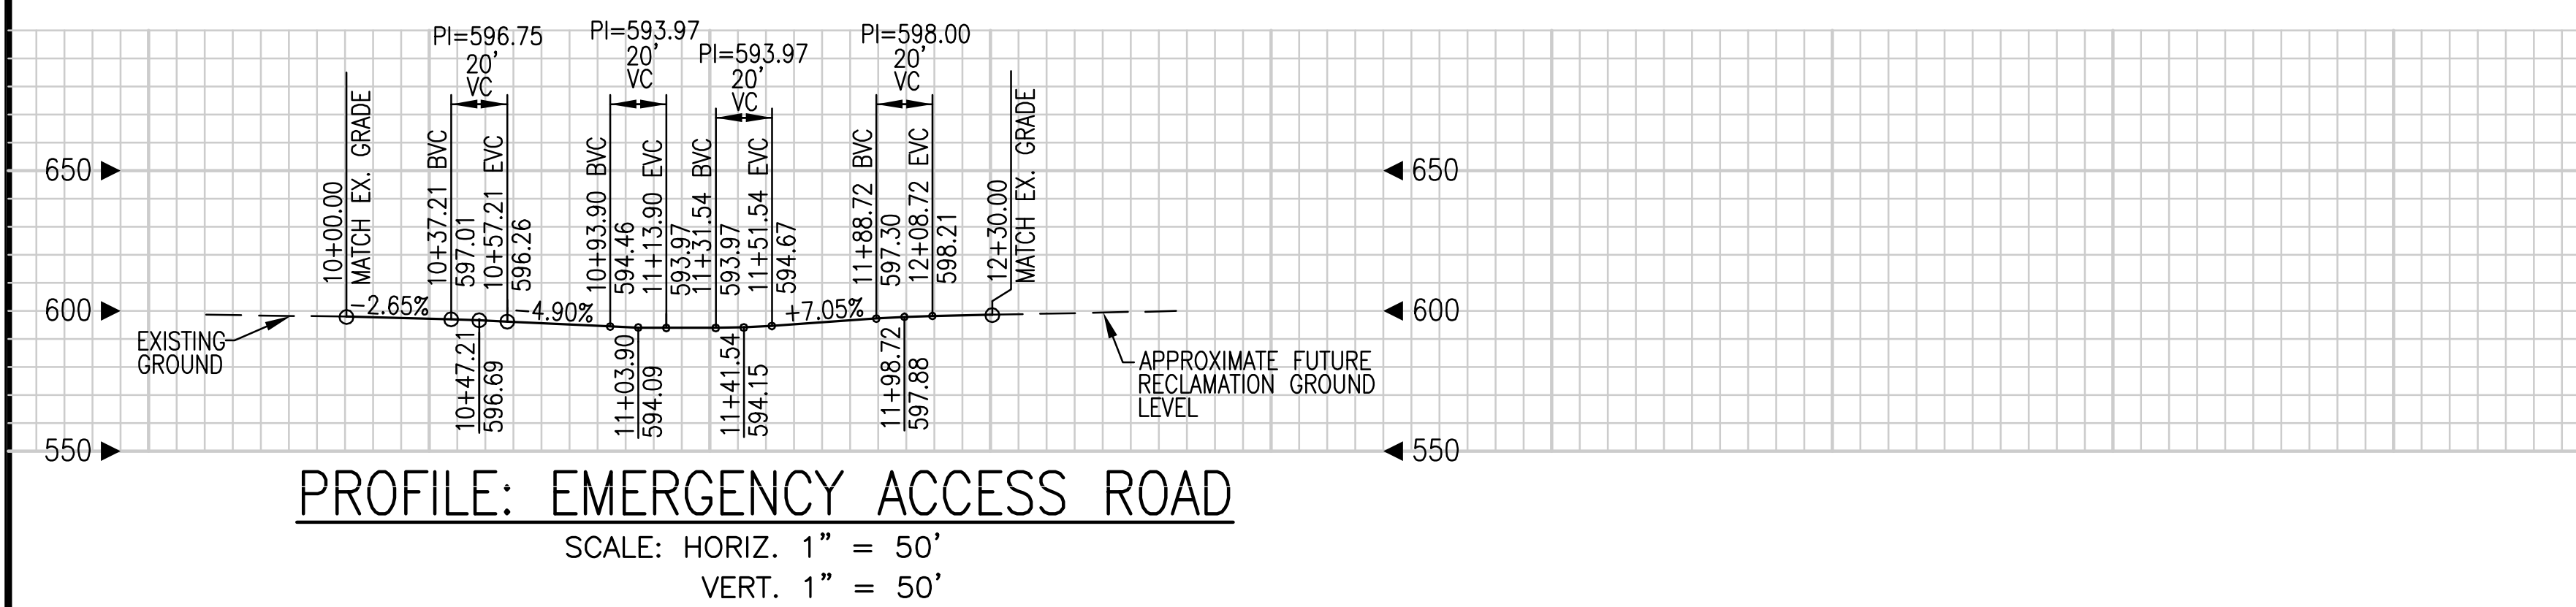 PI=596.75
20'
VC
PI=593.97
20'
VC
PI=593.97
20'
VC
PI=598.00
20'
VC
650
650
600
600
550
550
10+00.00
MATCH EX. GRADE
10+37.21 BVC
597.01
10+57.21 EVC
596.26
10+93.90 BVC
594.46
11+13.90 EVC
593.97
11+31.54 BVC
593.97
11+51.54 EVC
594.67
11+88.72 BVC
597.30
12+08.72 EVC
598.21
12+30.00
MATCH EX. GRADE
-2.65%
-4.90%
+7.05%
EXISTING
GROUND
10+47.21
596.69
11+03.90
594.09
11+41.54
594.15
11+98.72
597.88
APPROXIMATE FUTURE
RECLAMATION GROUND
LEVEL
PROFILE: EMERGENCY ACCESS ROAD
SCALE: HORIZ. 1" = 50'
VERT. 1" = 50'